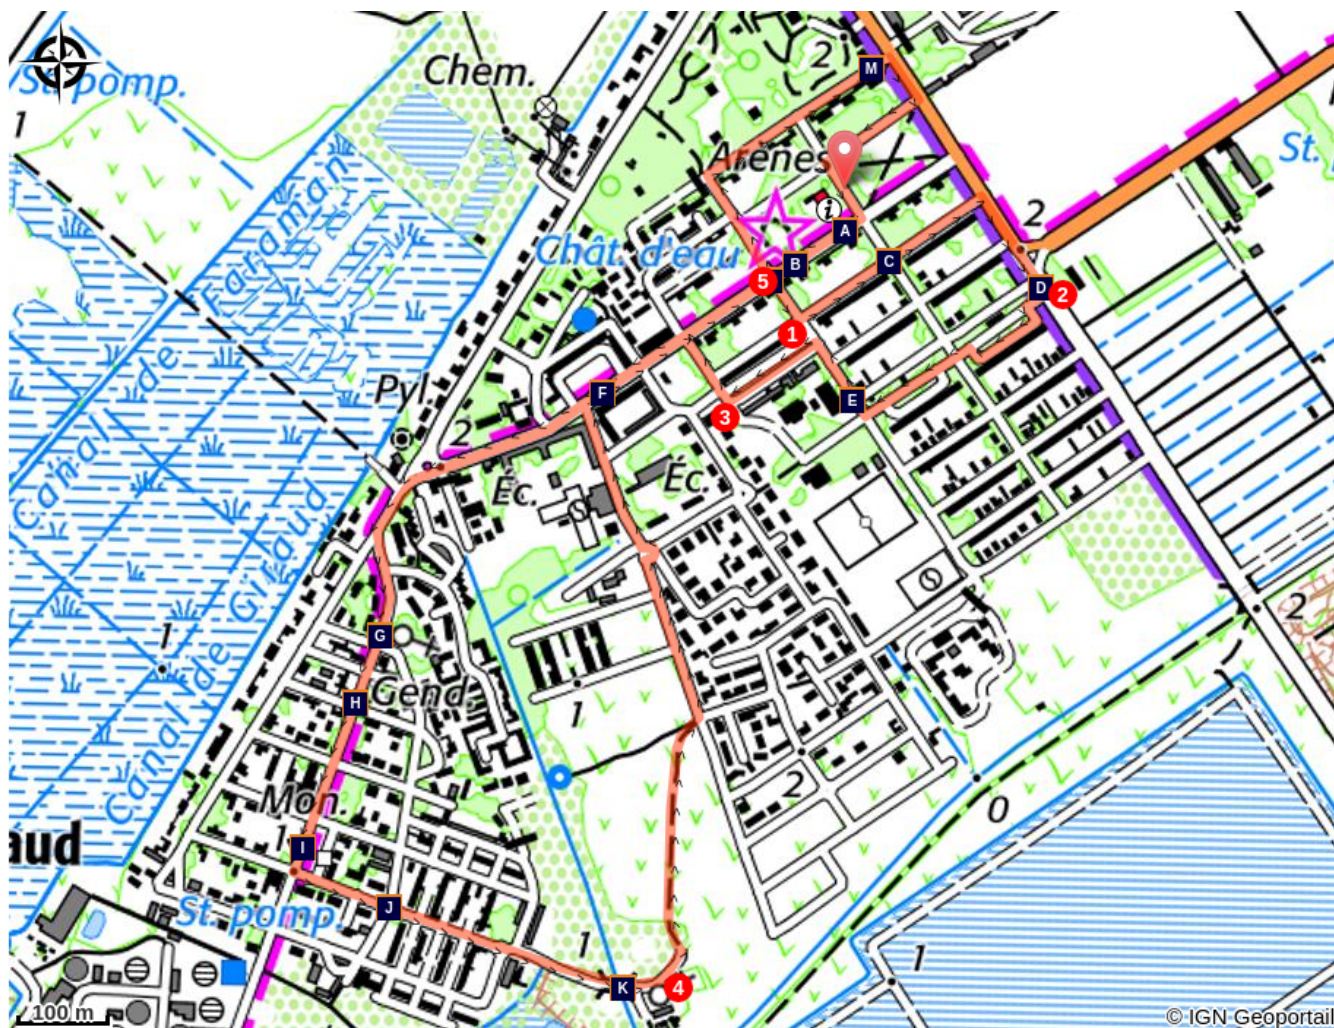 St. pomp.
Chem.
2
M
1
Arènes
St.
i
A
2
Faraman
Chât. d'eau
B
C
5
D
2
1
Canal de
Pyl.
F
E
3
2
Éc.
Éc.
Canal de Giraud
1
G
2
H
Gend.
1
2
Mon.
0
1
I
aud
J
St. pomp.
1
1
K
4
100 m
© IGN Geoportail